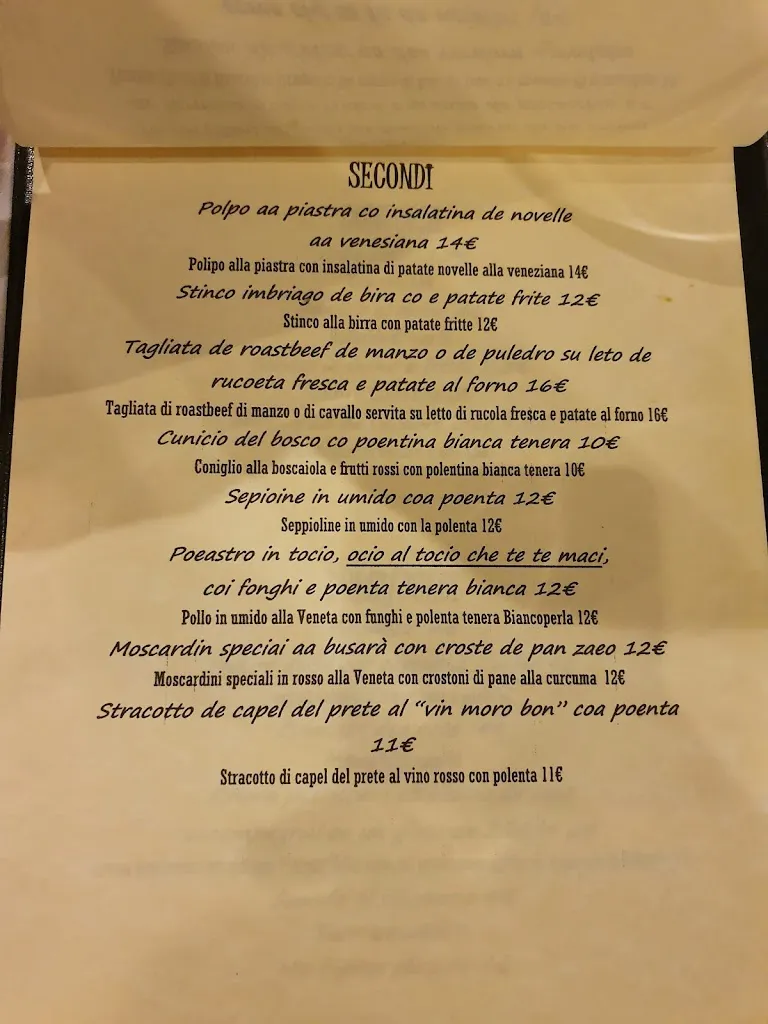 SECONDI
Polpo aa piastra co insalatina de novelle
aa venesiana 14€
Polipo alla piastra con insalatina di patate novelle alla veneziana 14€
Stinco imbriago de bira co e patate frite 12€
Stinco alla birra con patate fritte 12€
Tagliata de roastbeef de manzo o de puledro su leto de
rucoeta fresca e patate al forno 16€
Tagliata di roastbeef di manzo o di cavallo servita su letto di rucola fresca e patate al forno 16€
Cunicio del bosco co poentina bianca tenera 10€
Coniglio alla boscaiola e frutti rossi con polentina bianca tenera 10€
Sepioine in umido coa poenta 12€
Seppioline in umido con la polenta 12€
Poeastro in tocio, ocio al tocio che te te maci,
coi fonghi e poenta tenera bianca 12€
Pollo in umido alla Veneta con funghi e polenta tenera Biancoperla 12€
Moscardin speciai aa busarà con croste de pan zaeo 12€
Moscardini speciali in rosso alla Veneta con crostoni di pane alla curcuma 12€
Stracotto de capel del prete al “vin moro bon” coa poenta
11€
Stracotto di capel del prete al vino rosso con polenta 11€